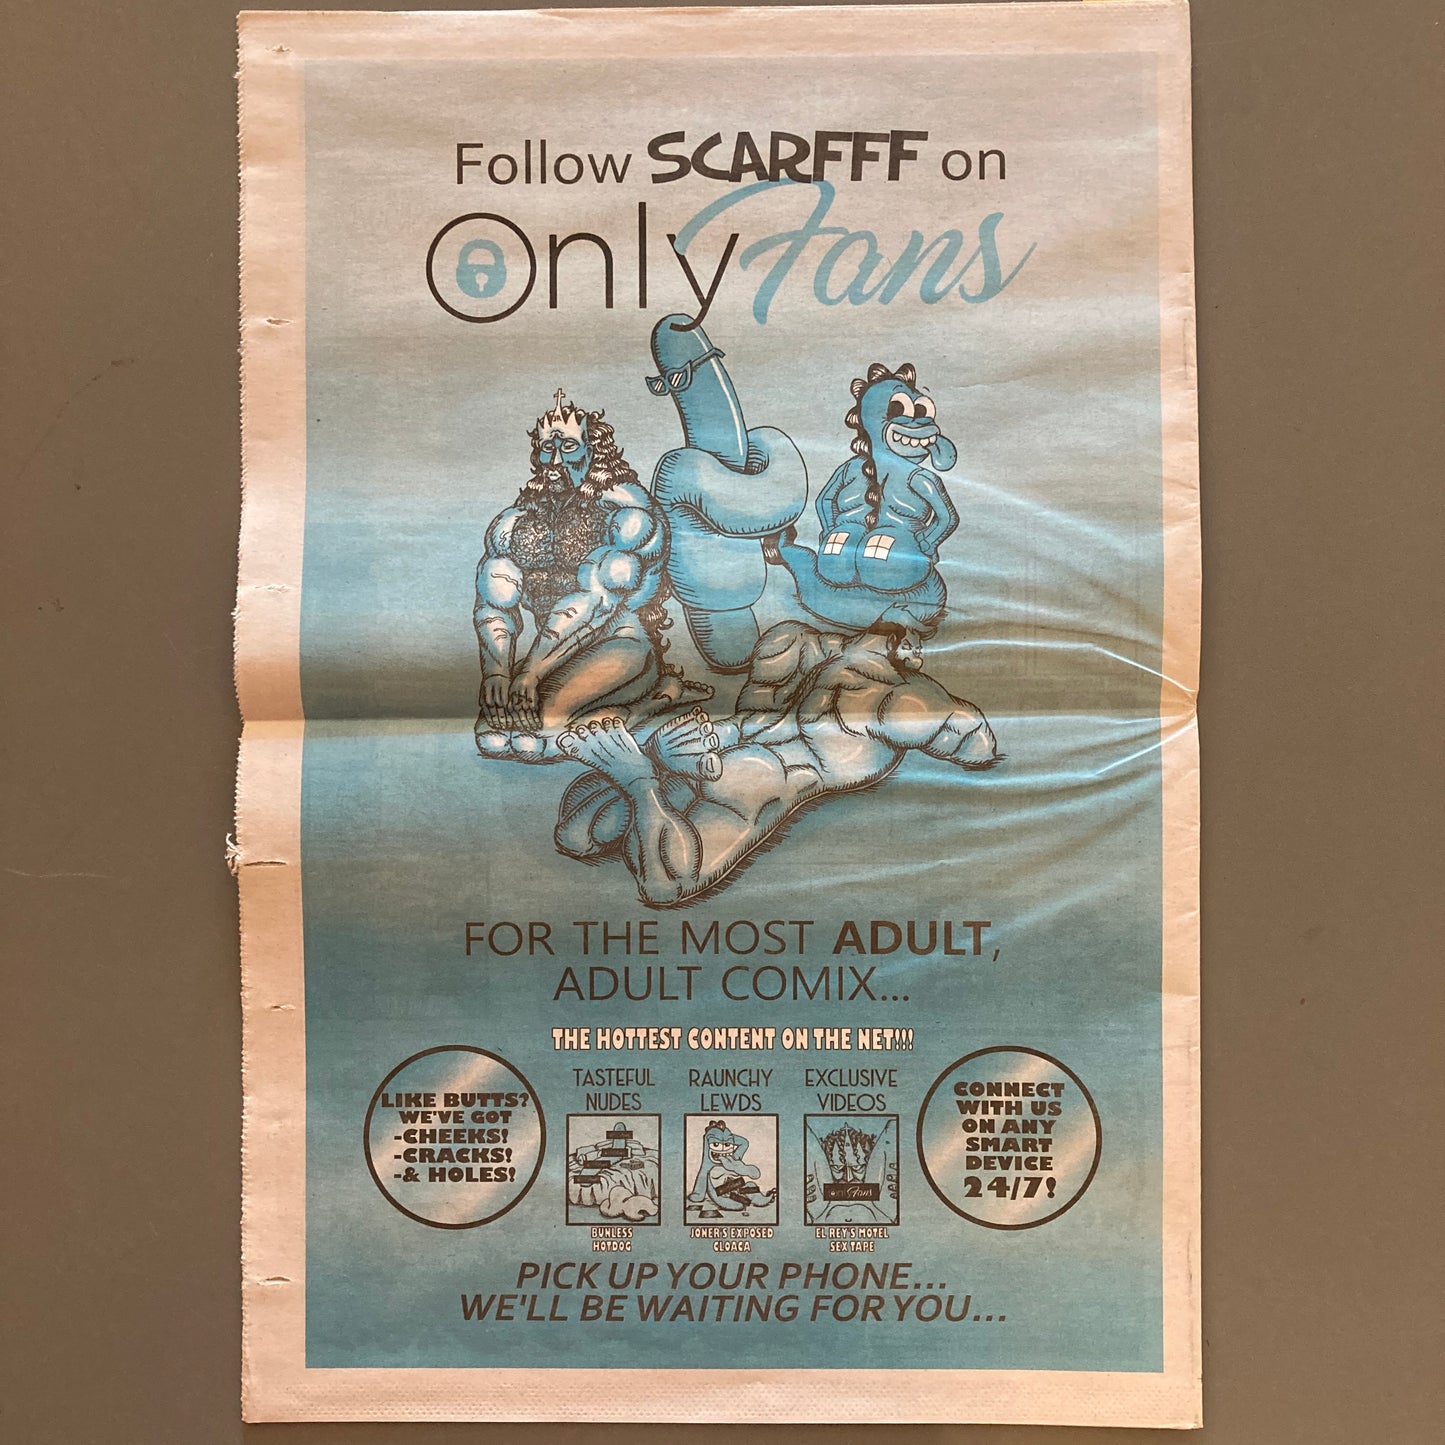 Follow SCARFFF on
OnlyFans
FOR THE MOST ADULT,
ADULT COMIX...
THE HOTTEST CONTENT ON THE NET!!!
LIKE BUTTS?
WE'VE GOT
-CHEEKS!
-CRACKS!
-& HOLES!
TASTEFUL
NUDES
BUNLESS
HOTDOG
RAUNCHY
LEWDS
JONER'S EXPOSED
CLOACA
EXCLUSIVE
VIDEOS
OnlyFans
EL REY'S MOTEL
SEX TAPE
CONNECT
WITH US
ON ANY
SMART
DEVICE
24/7!
PICK UP YOUR PHONE...
WE'LL BE WAITING FOR YOU...